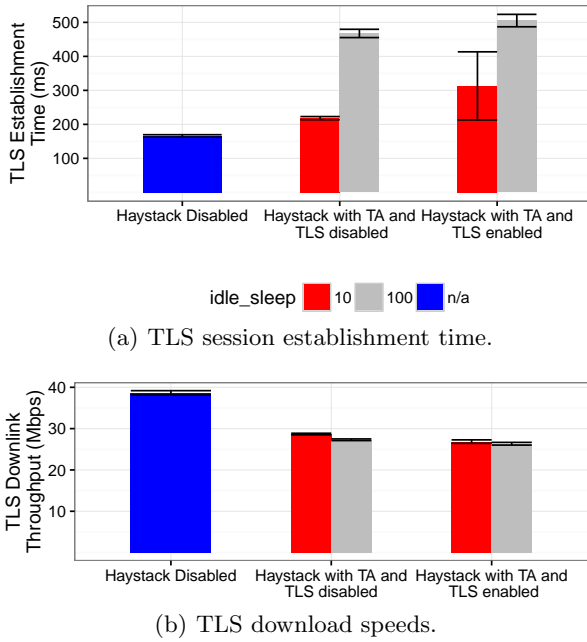 TLS Establishment
Time (ms)
500
400
300
200
100
Haystack Disabled
Haystack with TA and
TLS disabled
Haystack with TA and
TLS enabled
idle_sleep 10 100 n/a
(a) TLS session establishment time.
TLS Downlink
Throughput (Mbps)
40
30
20
10
Haystack Disabled
Haystack with TA and
TLS disabled
Haystack with TA and
TLS enabled
(b) TLS download speeds.